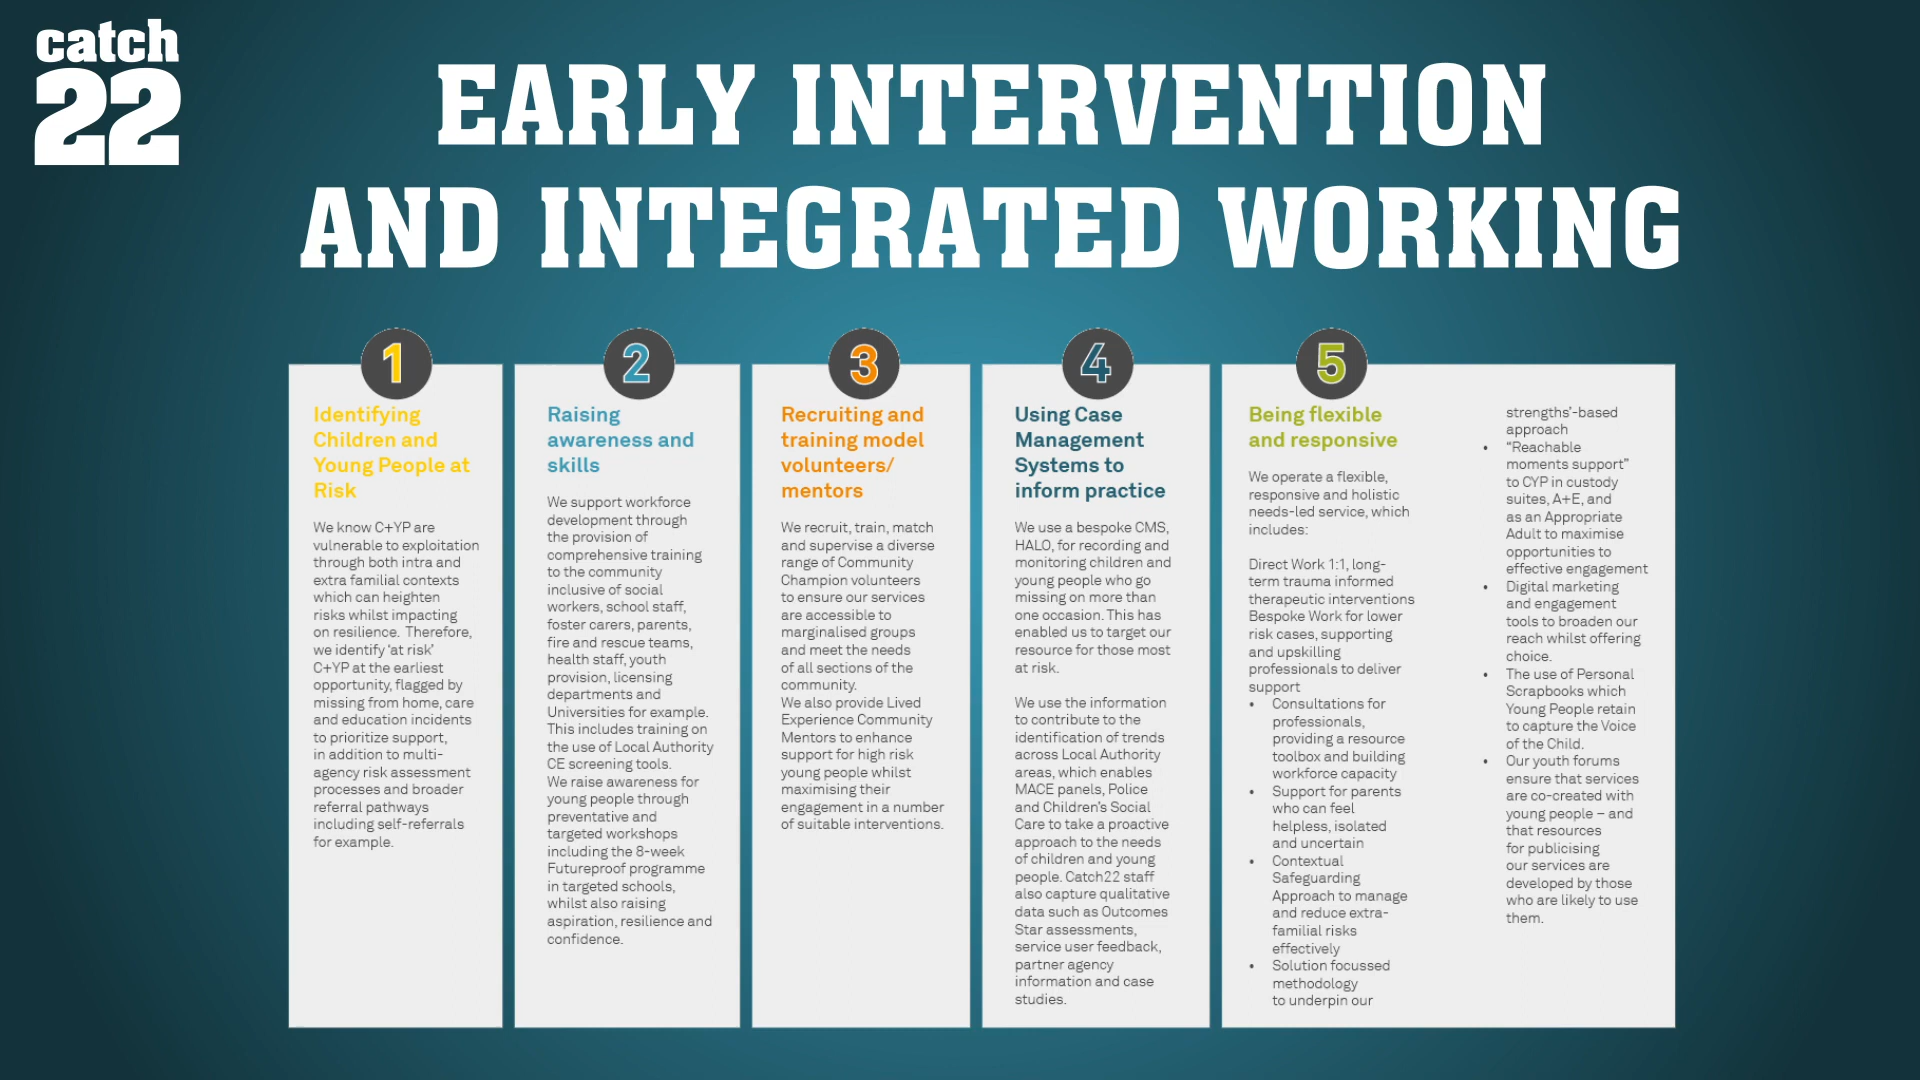 catch
22
EARLY INTERVENTION
AND INTEGRATED WORKING
1
Identifying
Children and
Young People at
Risk
We know C+YP are
vulnerable to exploitation
through both intra and
extra familial contexts
which can heighten
risks whilst impacting
on resilience. Therefore,
we identify ‘at risk’
C+YP at the earliest
opportunity, flagged by
missing from home, care
and education incidents
to prioritize support,
in addition to multi-
agency risk assessment
processes and broader
referral pathways
including self-referrals
for example.
2
Raising
awareness and
skills
We support workforce
development through
the provision of
comprehensive training
to the community
inclusive of social
workers, school staff,
foster carers, parents,
fire and rescue teams,
health staff, youth
provision, licensing
departments and
Universities for example.
This includes training on
the use of Local Authority
CE screening tools.
We raise awareness for
young people through
preventative and
targeted workshops
including the 8-week
Futureproof programme
in targeted schools,
whilst also raising
aspiration, resilience and
confidence.
3
Recruiting and
training model
volunteers/
mentors
We recruit, train, match
and supervise a diverse
range of Community
Champion volunteers
to ensure our services
are accessible to
marginalised groups
and meet the needs
of all sections of the
community.
We also provide Lived
Experience Community
Mentors to enhance
support for high risk
young people whilst
maximising their
engagement in a number
of suitable interventions.
4
Using Case
Management
Systems to
inform practice
We use a bespoke CMS,
HALO, for recording and
monitoring children and
young people who go
missing on more than
one occasion. This has
enabled us to target our
resource for those most
at risk.
We use the information
to contribute to the
identification of trends
across Local Authority
areas, which enables
MACE panels, Police
and Children's Social
Care to take a proactive
approach to the needs
of children and young
people. Catch22 staff
also capture qualitative
data such as Outcomes
Star assessments,
service user feedback,
partner agency
information and case
studies.
5
Being flexible
and responsive
We operate a flexible,
responsive and holistic
needs-led service, which
includes:
Direct Work 1:1, long-
term trauma informed
therapeutic interventions
Bespoke Work for lower
risk cases, supporting
and upskilling
professionals to deliver
support
• Consultations for
professionals,
providing a resource
toolbox and building
workforce capacity
• Support for parents
who can feel
helpless, isolated
and uncertain
• Contextual
Safeguarding
Approach to manage
and reduce extra-
familial risks
effectively
• Solution focussed
methodology
to underpin our
strengths'-based
approach
• “Reachable
moments support”
to CYP in custody
suites, A+E, and
as an Appropriate
Adult to maximise
opportunities to
effective engagement
• Digital marketing
and engagement
tools to broaden our
reach whilst offering
choice.
• The use of Personal
Scrapbooks which
Young People retain
to capture the Voice
of the Child.
• Our youth forums
ensure that services
are co-created with
young people – and
that resources
for publicising
our services are
developed by those
who are likely to use
them.